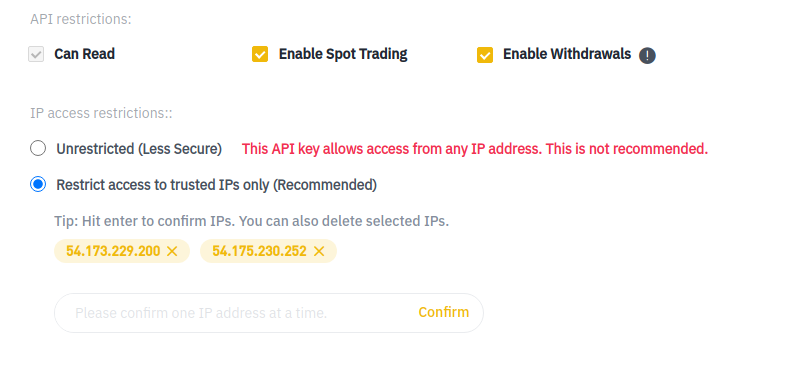 API restrictions:
Can Read Enable Spot Trading Enable Withdrawals !
IP access restrictions::
Unrestricted (Less Secure) This API key allows access from any IP address. This is not recommended.
Restrict access to trusted IPs only (Recommended)
Tip: Hit enter to confirm IPs. You can also delete selected IPs.
54.173.229.200 × 54.175.230.252 ×
Please confirm one IP address at a time. Confirm